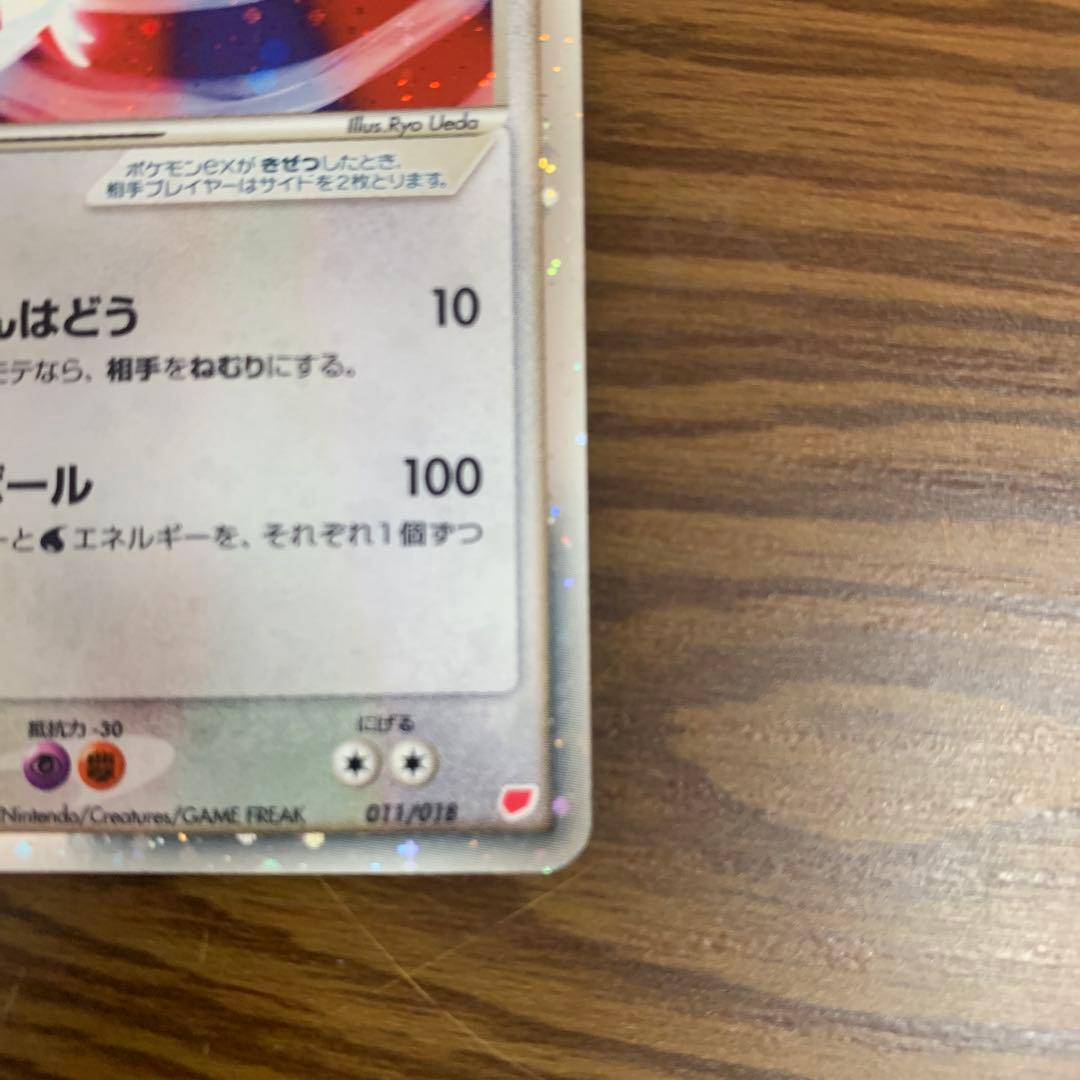 Illus. Ryo Ueda
ポケモンexが きぜつしたとき、
相手プレイヤーはサイドを2枚とります。
んはどう 10
モテなら、相手をねむりにする。
ボール 100
ーと エネルギーを、それぞれ1個ずつ
抵抗力 -30 にげる
Nintendo/Creatures/GAME FREAK 011/018